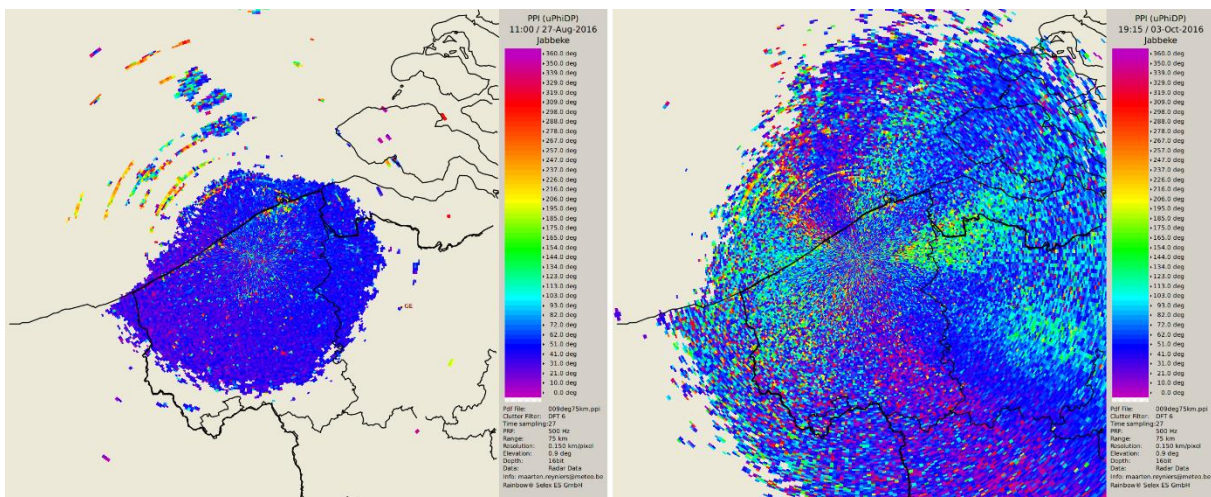 PPI (uPhiDP)
11:00 / 27-Aug-2016
Jabbeke
360.0 deg
350.0 deg
339.0 deg
329.0 deg
319.0 deg
308.0 deg
298.0 deg
288.0 deg
278.0 deg
267.0 deg
257.0 deg
247.0 deg
236.0 deg
226.0 deg
216.0 deg
206.0 deg
195.0 deg
185.0 deg
175.0 deg
164.0 deg
154.0 deg
144.0 deg
134.0 deg
123.0 deg
113.0 deg
103.0 deg
93.0 deg
82.0 deg
72.0 deg
62.0 deg
51.0 deg
41.0 deg
31.0 deg
21.0 deg
10.0 deg
0.0 deg
GE
Pdf File: 009deg75km.ppi
Clutter Filter: DFT 6
Time sampling:27
PRF: 500 Hz
Range: 75 km
Resolution: 0.150 km/pixel
Elevation: 0.9 deg
Depth: 16bit
Data: Radar Data
Info: maarten.reyniers@meteo.be
Rainbow® Selex ES GmbH
PPI (uPhiDP)
19:15 / 03-Oct-2016
Jabbeke
360.0 deg
350.0 deg
339.0 deg
329.0 deg
319.0 deg
308.0 deg
298.0 deg
288.0 deg
278.0 deg
267.0 deg
257.0 deg
247.0 deg
236.0 deg
226.0 deg
216.0 deg
206.0 deg
195.0 deg
185.0 deg
175.0 deg
164.0 deg
154.0 deg
144.0 deg
134.0 deg
123.0 deg
113.0 deg
103.0 deg
93.0 deg
82.0 deg
72.0 deg
62.0 deg
51.0 deg
41.0 deg
31.0 deg
21.0 deg
10.0 deg
0.0 deg
Pdf File: 009deg75km.ppi
Clutter Filter: DFT 6
Time sampling:27
PRF: 500 Hz
Range: 75 km
Resolution: 0.150 km/pixel
Elevation: 0.9 deg
Depth: 16bit
Data: Radar Data
Info: maarten.reyniers@meteo.be
Rainbow® Selex ES GmbH